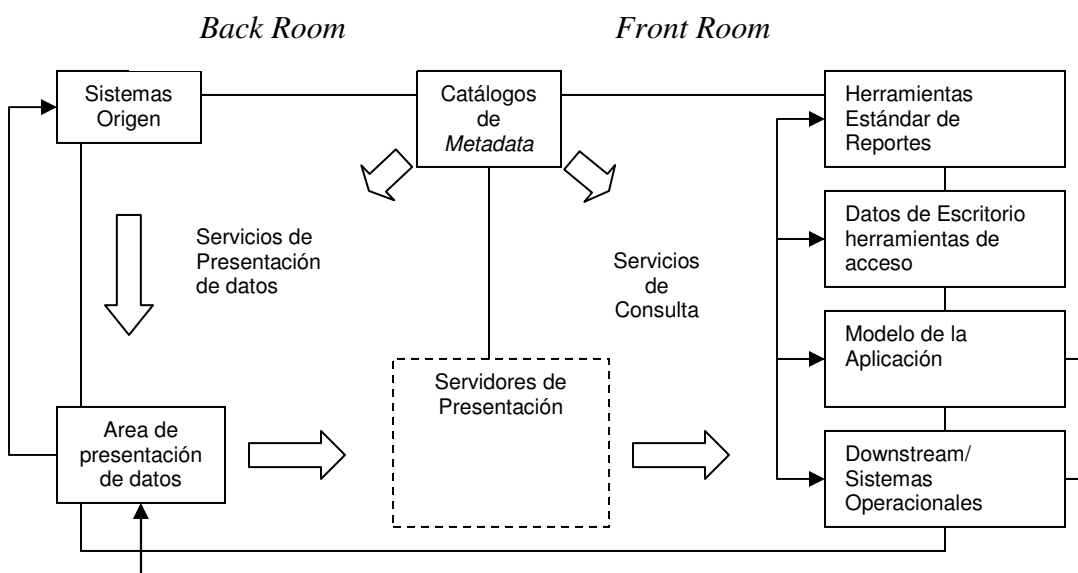 Back Room
Front Room
Sistemas
Origen
Catálogos
de
Metadata
Herramientas
Estándar de
Reportes
Datos de Escritorio
herramientas de
acceso
Servicios de
Presentación
de datos
Servicios
de
Consulta
Modelo de la
Aplicación
Servidores de
Presentación
Area de
presentación
de datos
Downstream/
Sistemas
Operacionales